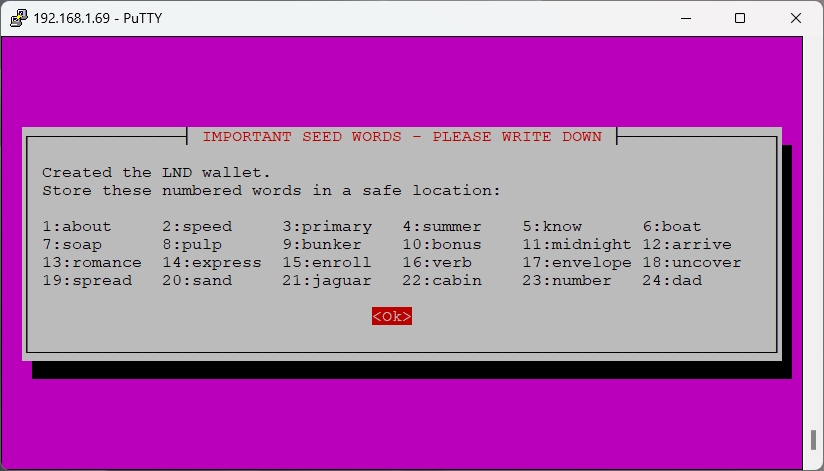 192.168.1.69 - PuTTY
IMPORTANT SEED WORDS - PLEASE WRITE DOWN
Created the LND wallet.
Store these numbered words in a safe location:
1:about 2:speed 3:primary 4:summer 5:know 6:boat
7:soap 8:pulp 9:bunker 10:bonus 11:midnight 12:arrive
13:romance 14:express 15:enroll 16:verb 17:envelope 18:uncover
19:spread 20:sand 21:jaguar 22:cabin 23:number 24:dad
<Ok>